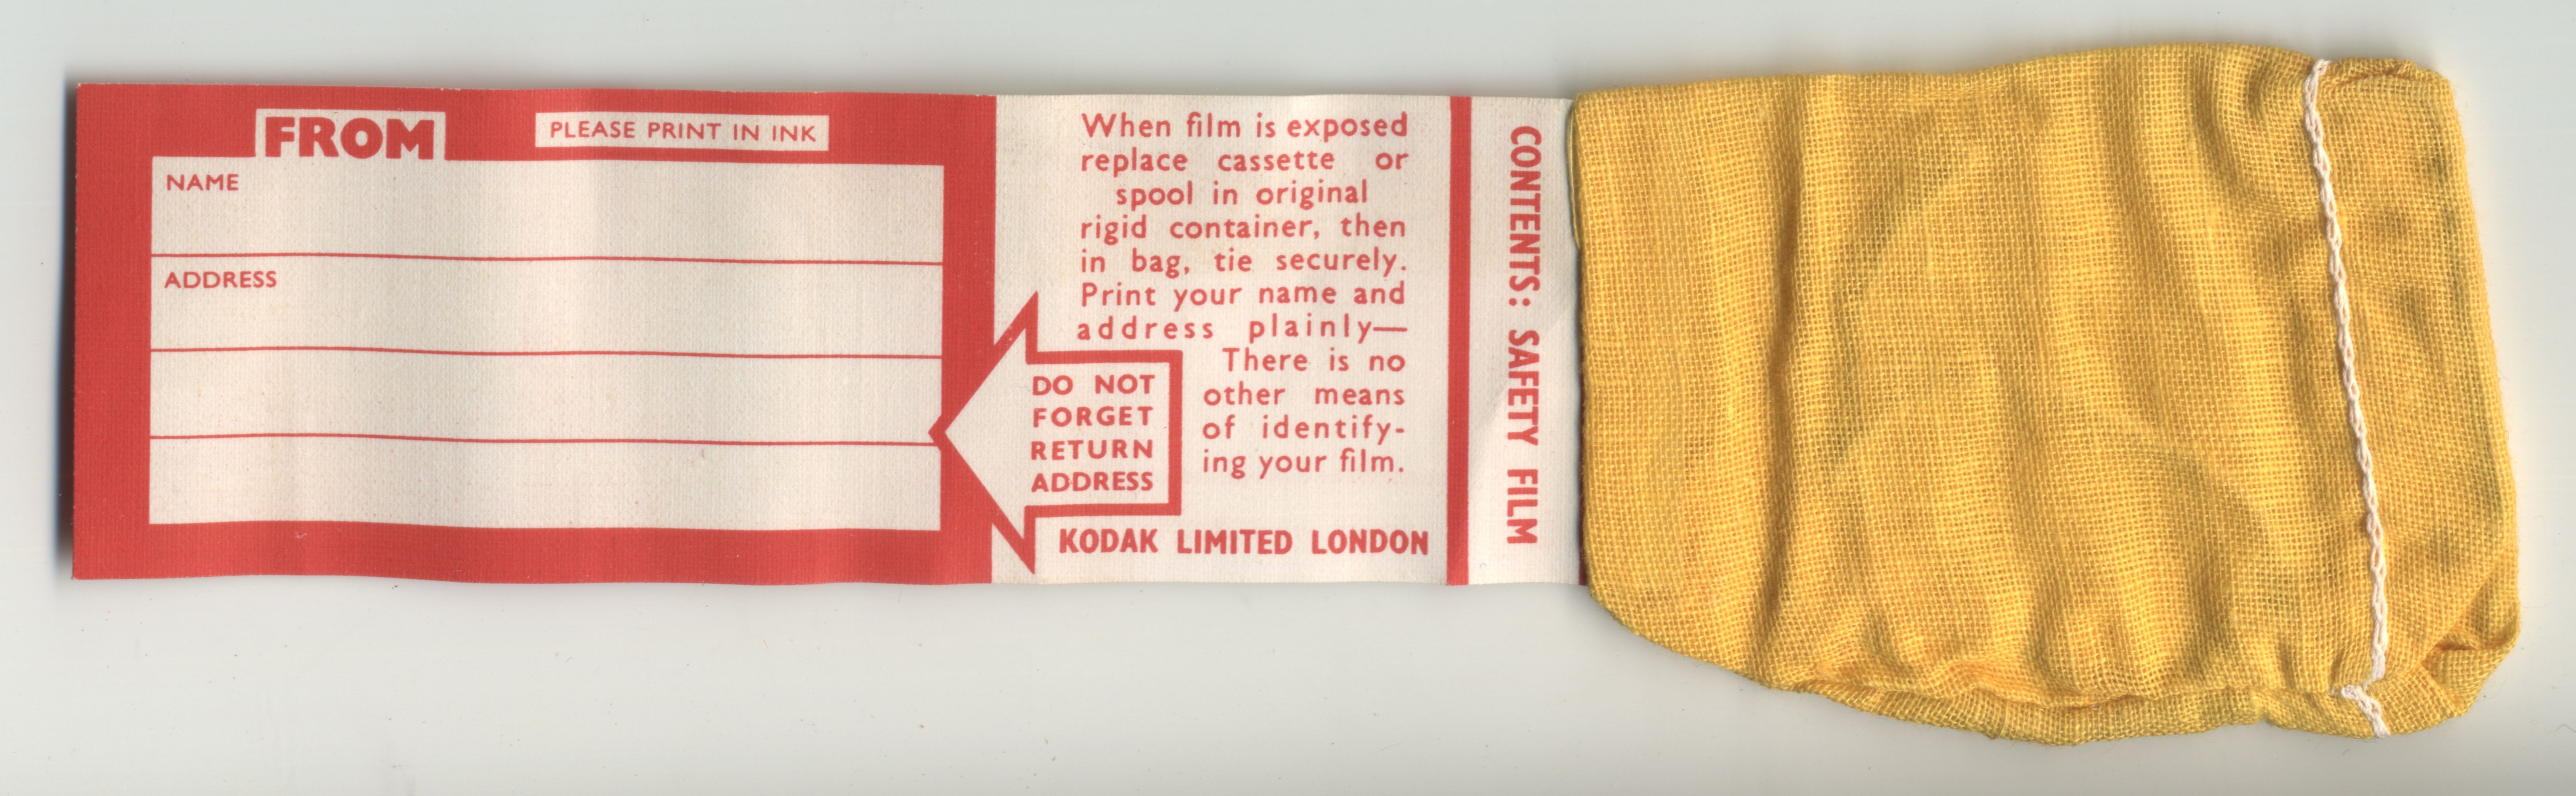 FROM
PLEASE PRINT IN INK
NAME
ADDRESS
When film is exposed
replace cassette or
spool in original
rigid container, then
in bag, tie securely.
Print your name and
address plainly—
There is no
other means
of identify-
ing your film.
DO NOT
FORGET
RETURN
ADDRESS
KODAK LIMITED LONDON
CONTENTS: SAFETY FILM